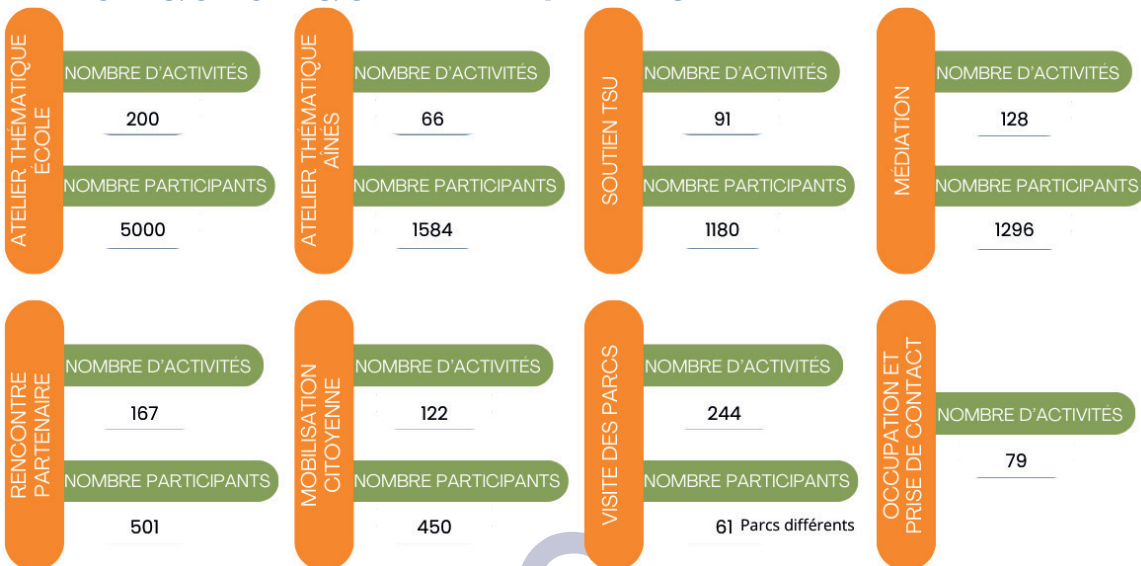 ATELIER THÉMATIQUE
ÉCOLE
NOMBRE D'ACTIVITÉS
200
NOMBRE PARTICIPANTS
5000
ATELIER THÉMATIQUE
AÎNÉS
NOMBRE D'ACTIVITÉS
66
NOMBRE PARTICIPANTS
1584
SOUTIEN TSU
NOMBRE D'ACTIVITÉS
91
NOMBRE PARTICIPANTS
1180
MÉDIATION
NOMBRE D'ACTIVITÉS
128
NOMBRE PARTICIPANTS
1296
RENCONTRE
PARTENAIRE
NOMBRE D'ACTIVITÉS
167
NOMBRE PARTICIPANTS
501
MOBILISATION
CITOYENNE
NOMBRE D'ACTIVITÉS
122
NOMBRE PARTICIPANTS
450
VISITE DES PARCS
NOMBRE D'ACTIVITÉS
244
NOMBRE PARTICIPANTS
61 Parcs différents
OCCUPATION ET
PRISE DE CONTACT
NOMBRE D'ACTIVITÉS
79